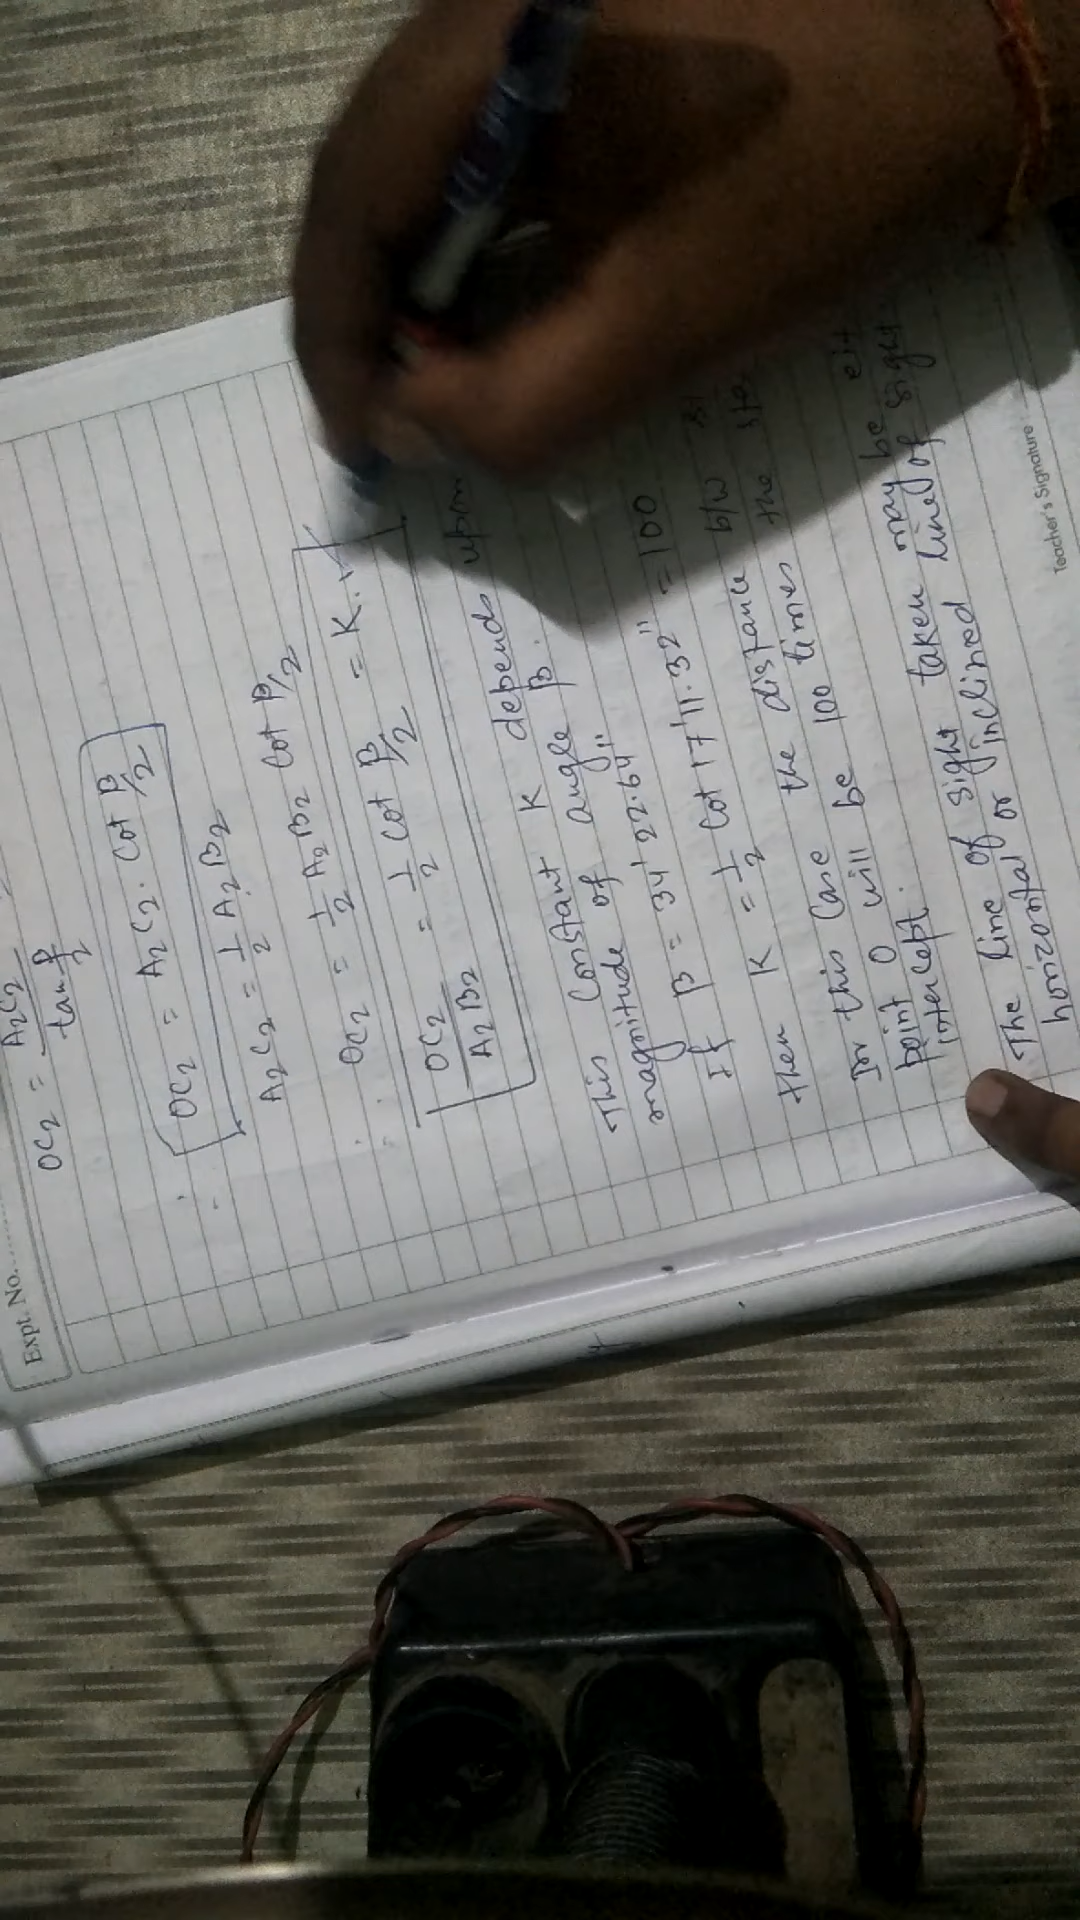 Expt. No.
OC2 = A2C2 / tan β/2
OC2 = A2C2 . Cot β/2
A2C2 = 1/2 A2B2
OC2 = 1/2 A2B2 Cot β/2
OC2 / A2B2 = 1/2 Cot β/2 = K.
This constant K depends upon
magnitude of angle β.
If β = 34' 22.64"
then K = 1/2 Cot 17' 11.32" = 100
In this case the distance b/w
point O will be 100 times the
intercept.
The line of sight taken may be
horizontal or inclined line of sight
Teacher's Signature :